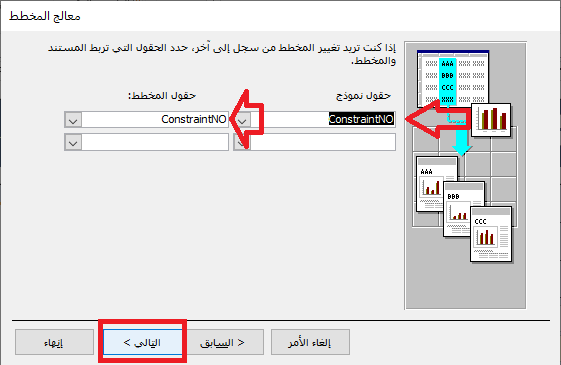 معالج المخطط
إذا كنت تريد تغيير المخطط من سجل إلى آخر، حدد الحقول التي تربط المستند
والمخطط.
حقول نموذج
حقول المخطط:
ConstraintNO
ConstraintNO
AAA
BBB
CCC
XXX
AAA
BBB
CCC
إلغاء الأمر
< السابق
التالي >
إنهاء